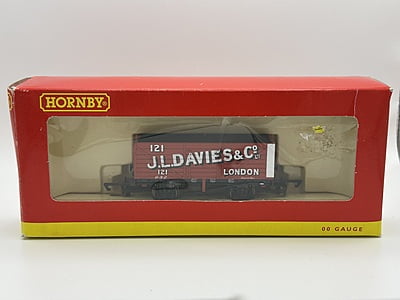 HORNBY
121
J.L.DAVIES & Co
121
LONDON
00 GAUGE